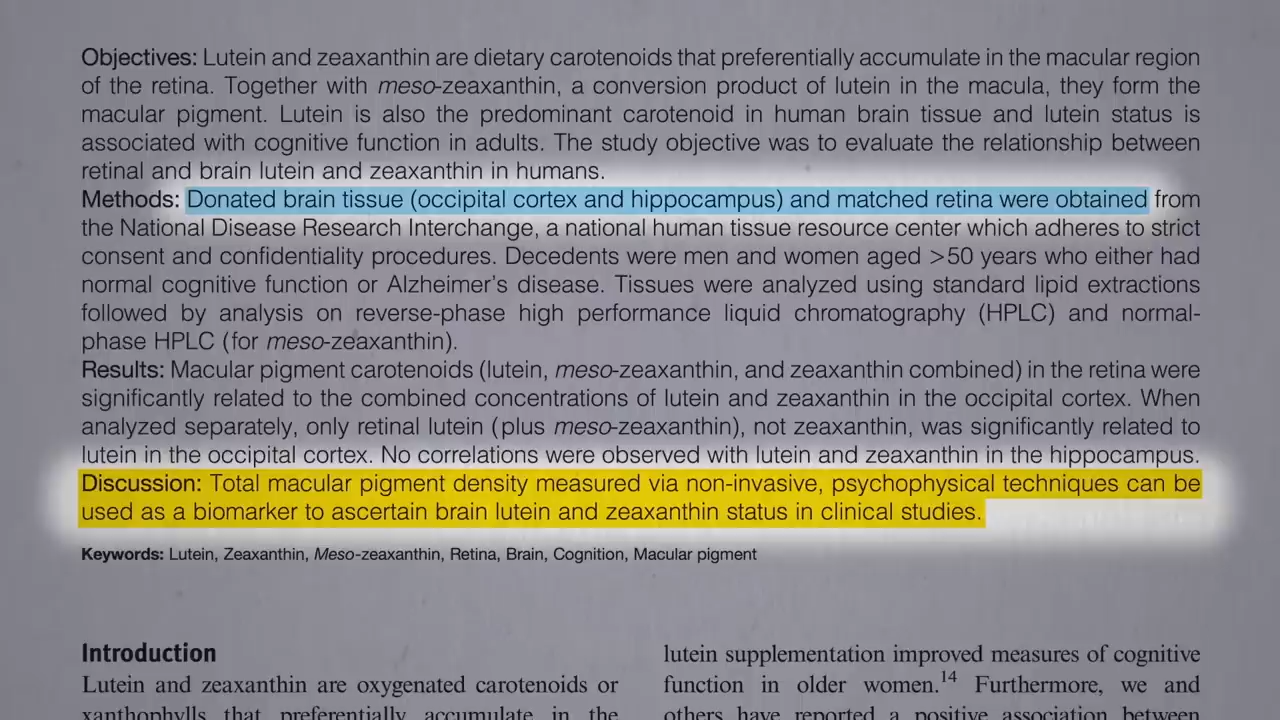 Objectives: Lutein and zeaxanthin are dietary carotenoids that preferentially accumulate in the macular region
of the retina. Together with meso-zeaxanthin, a conversion product of lutein in the macula, they form the
macular pigment. Lutein is also the predominant carotenoid in human brain tissue and lutein status is
associated with cognitive function in adults. The study objective was to evaluate the relationship between
retinal and brain lutein and zeaxanthin in humans.
Methods: Donated brain tissue (occipital cortex and hippocampus) and matched retina were obtained from
the National Disease Research Interchange, a national human tissue resource center which adheres to strict
consent and confidentiality procedures. Decedents were men and women aged >50 years who either had
normal cognitive function or Alzheimer's disease. Tissues were analyzed using standard lipid extractions
followed by analysis on reverse-phase high performance liquid chromatography (HPLC) and normal-
phase HPLC (for meso-zeaxanthin).
Results: Macular pigment carotenoids (lutein, meso-zeaxanthin, and zeaxanthin combined) in the retina were
significantly related to the combined concentrations of lutein and zeaxanthin in the occipital cortex. When
analyzed separately, only retinal lutein (plus meso-zeaxanthin), not zeaxanthin, was significantly related to
lutein in the occipital cortex. No correlations were observed with lutein and zeaxanthin in the hippocampus.
Discussion: Total macular pigment density measured via non-invasive, psychophysical techniques can be
used as a biomarker to ascertain brain lutein and zeaxanthin status in clinical studies.
Keywords: Lutein, Zeaxanthin, Meso-zeaxanthin, Retina, Brain, Cognition, Macular pigment
Introduction
Lutein and zeaxanthin are oxygenated carotenoids or
xanthophylls that preferentially accumulate in the
lutein supplementation improved measures of cognitive
function in older women.14 Furthermore, we and
others have reported a positive association between